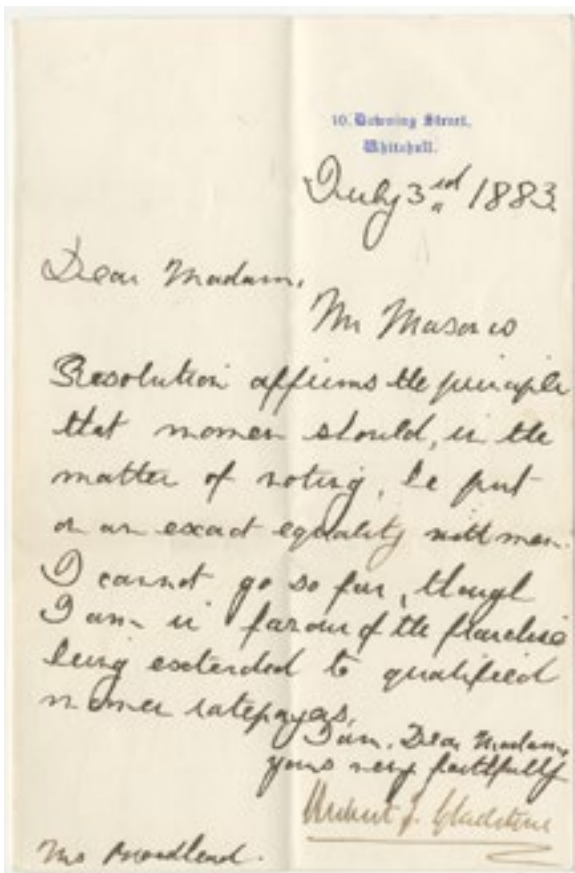 10, Downing Street,
Whitehall.
July 3rd 1883.
Dear Madam,
Mr Mason's
Resolution affirms the principle
that women should, in the
matter of voting, be put
on an exact equality with men.
I cannot go so far, though
I am in favour of the franchise
being extended to qualified
women ratepayers.
I am, Dear Madam,
yours very faithfully
Herbert J. Gladstone